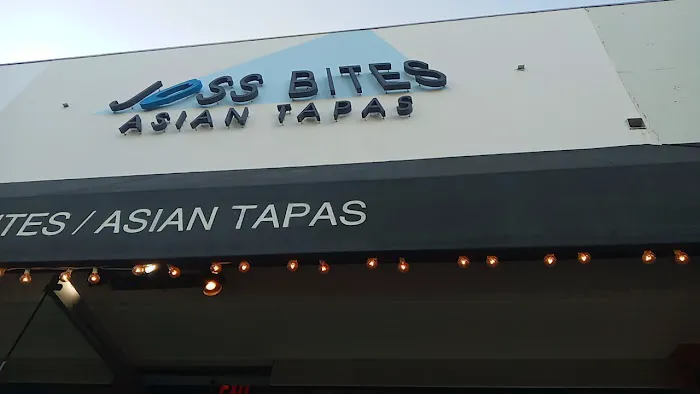 JOSS BITES
ASIAN TAPAS
ITES / ASIAN TAPAS